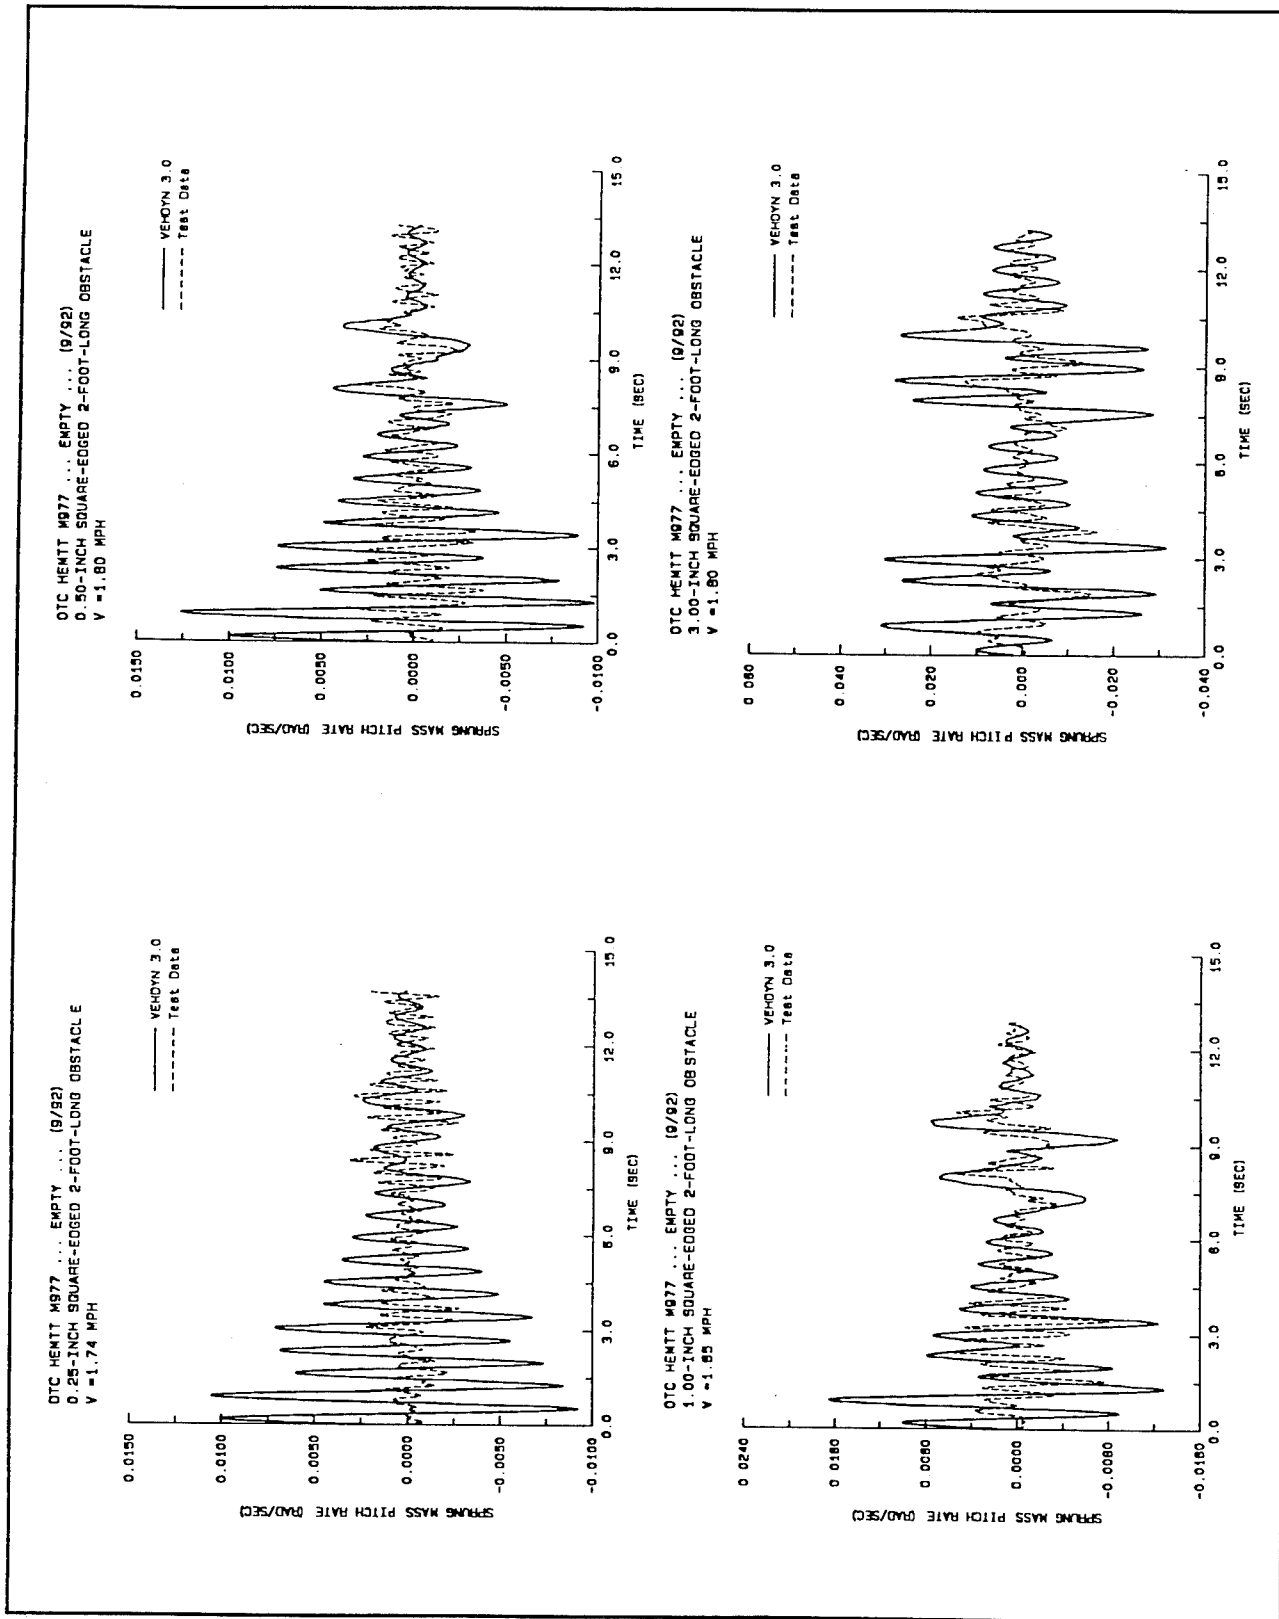 OTC HEMTT M977 ... EMPTY ... (9/92)
0.25-INCH SQUARE-EDGED 2-FOOT-LONG OBSTACLE
V =1.74 MPH
VEHDYN 3.0
Test Data
0.0150
0.0100
0.0050
0.0000
-0.0050
-0.0100
SPRUNG MASS PITCH RATE (RAD/SEC)
0.0
3.0
6.0
9.0
12.0
15.0
TIME (SEC)
OTC HEMTT M977 ... EMPTY ... (9/92)
0.50-INCH SQUARE-EDGED 2-FOOT-LONG OBSTACLE
V =1.80 MPH
VEHDYN 3.0
Test Data
0.0150
0.0100
0.0050
0.0000
-0.0050
-0.0100
SPRUNG MASS PITCH RATE (RAD/SEC)
0.0
3.0
6.0
9.0
12.0
15.0
TIME (SEC)
OTC HEMTT M977 ... EMPTY ... (9/92)
1.00-INCH SQUARE-EDGED 2-FOOT-LONG OBSTACLE
MPH
VEHDYN 3.0
Test Data
0.0240
0.0160
0.0080
0.0000
-0.0080
-0.0160
SPRUNG MASS PITCH RATE (RAD/SEC)
0.0
3.0
6.0
9.0
12.0
15.0
TIME (SEC)
OTC HEMTT M977 ... EMPTY ... (9/92)
3.00-INCH SQUARE-EDGED 2-FOOT-LONG OBSTACLE
V =1.80 MPH
VEHDYN 3.0
Test Data
0.060
0.040
0.020
0.000
-0.020
-0.040
SPRUNG MASS PITCH RATE (RAD/SEC)
0.0
3.0
6.0
9.0
12.0
15.0
TIME (SEC)